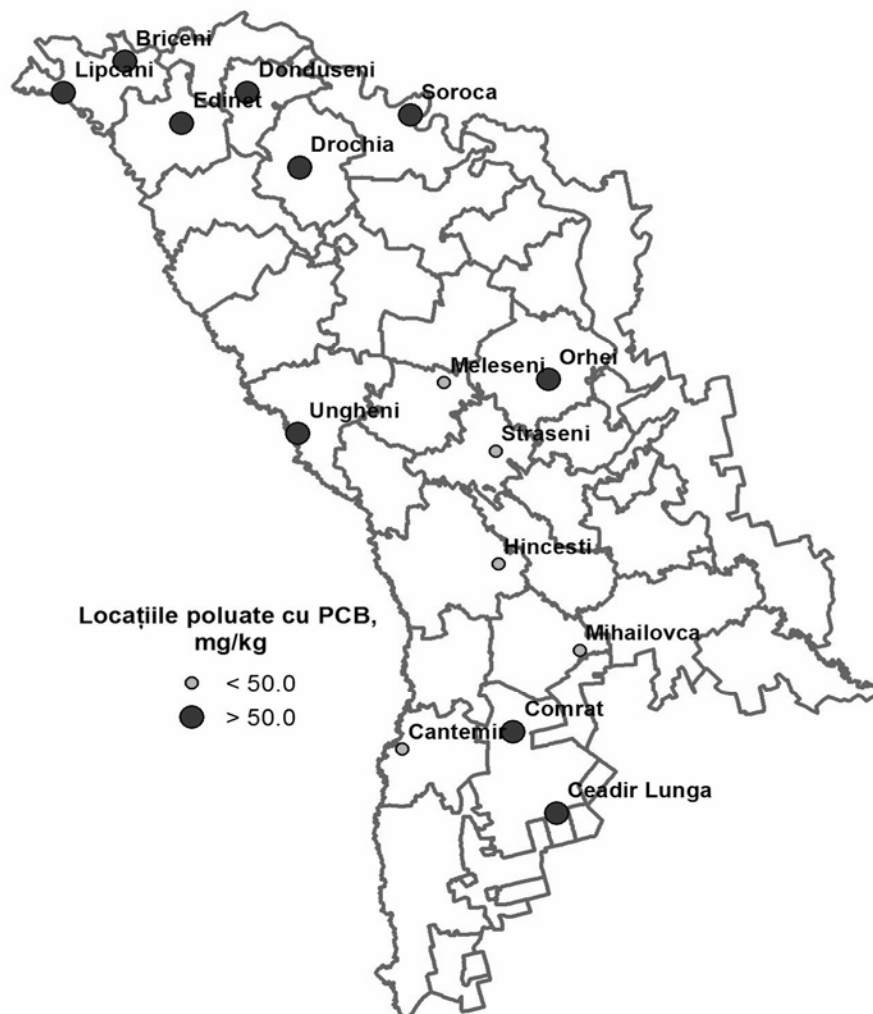 Briceni
Lipcani
Donduseni
Edinet
Soroca
Drochia
Meleseni
Orhei
Ungheni
Straseni
Hincesti
Locațiile poluate cu PCB,
mg/kg
< 50.0
> 50.0
Mihailovca
Comrat
Cantemir
Ceadir Lunga